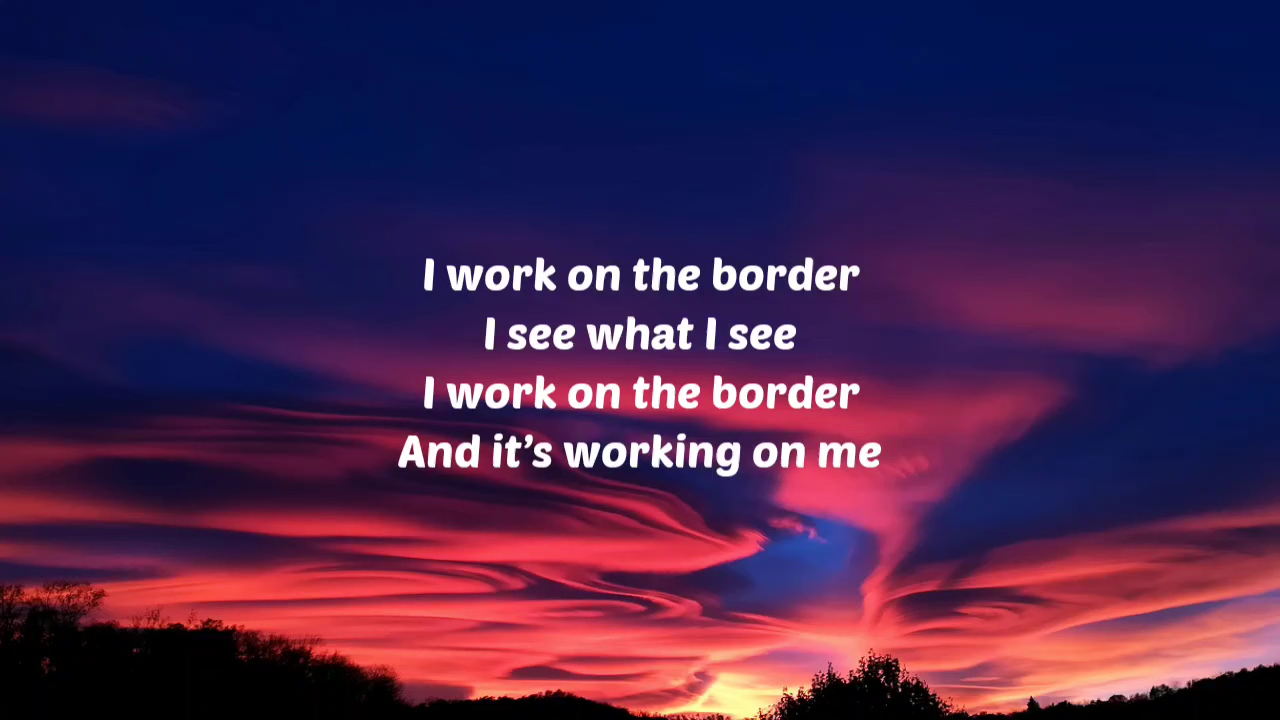 I work on the border
I see what I see
I work on the border
And it’s working on me